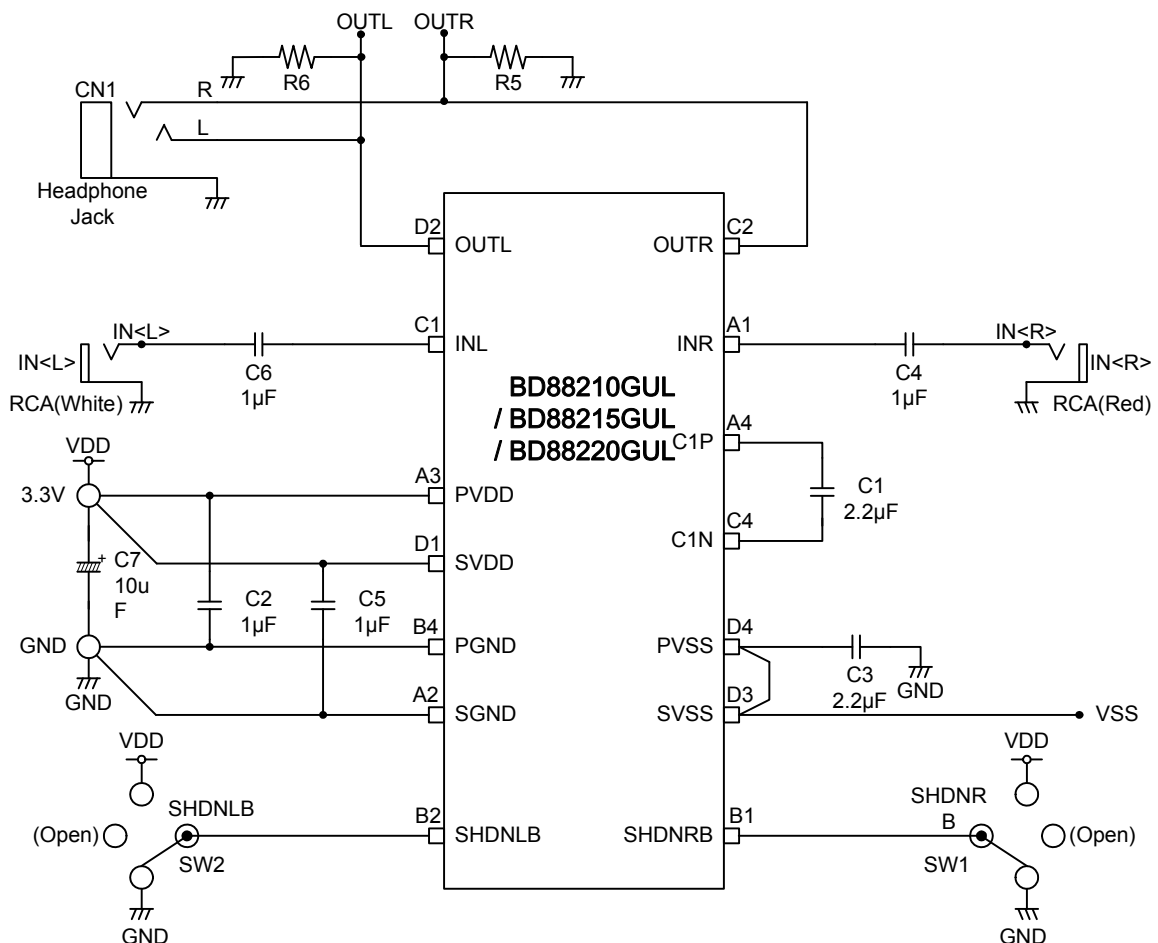 OUTL OUTR
R6 R5
CN1
R
L
Headphone
Jack
D2 C2
OUTL OUTR
IN<L> C1 A1 IN<R>
IN<L> INL INR IN<R>
C6 C4
1µF 1µF
RCA(White) RCA(Red)
BD88210GUL
/ BD88215GUL
/ BD88220GUL
VDD
A4
C1P
C1
2.2µF
C4
C1N
A3
3.3V PVDD
D1
SVDD
C7
10u
F
+
C2
1µF
C5
1µF
B4
GND PGND
GND
A2
SGND
D4
PVSS
C3
2.2µF
GND
D3
SVSS VSS
VDD
SHDNLB
(Open)
SW2
GND
B2
SHDNLB
B1
SHDNRB
VDD
SHDNR
B
(Open)
SW1
GND